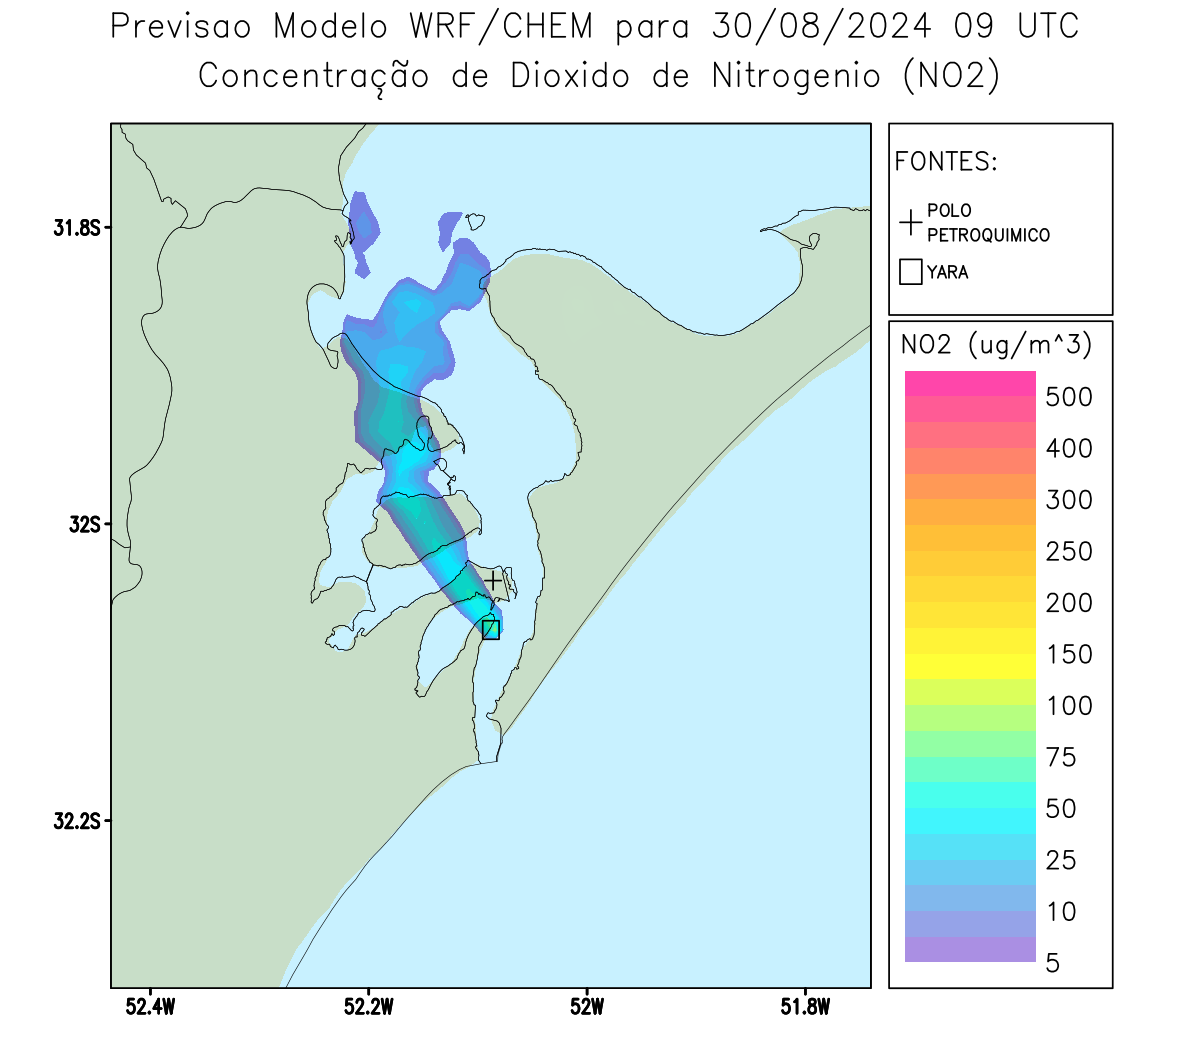 Previsao Modelo WRF/CHEM para 30/08/2024 09 UTC
Concentração de Dioxido de Nitrogenio (NO2)
FONTES:
POLO
PETROQUIMICO
YARA
NO2 (ug/m^3)
500
400
300
250
200
150
100
75
50
25
10
5
31.8S
32S
32.2S
52.4W
52.2W
52W
51.8W